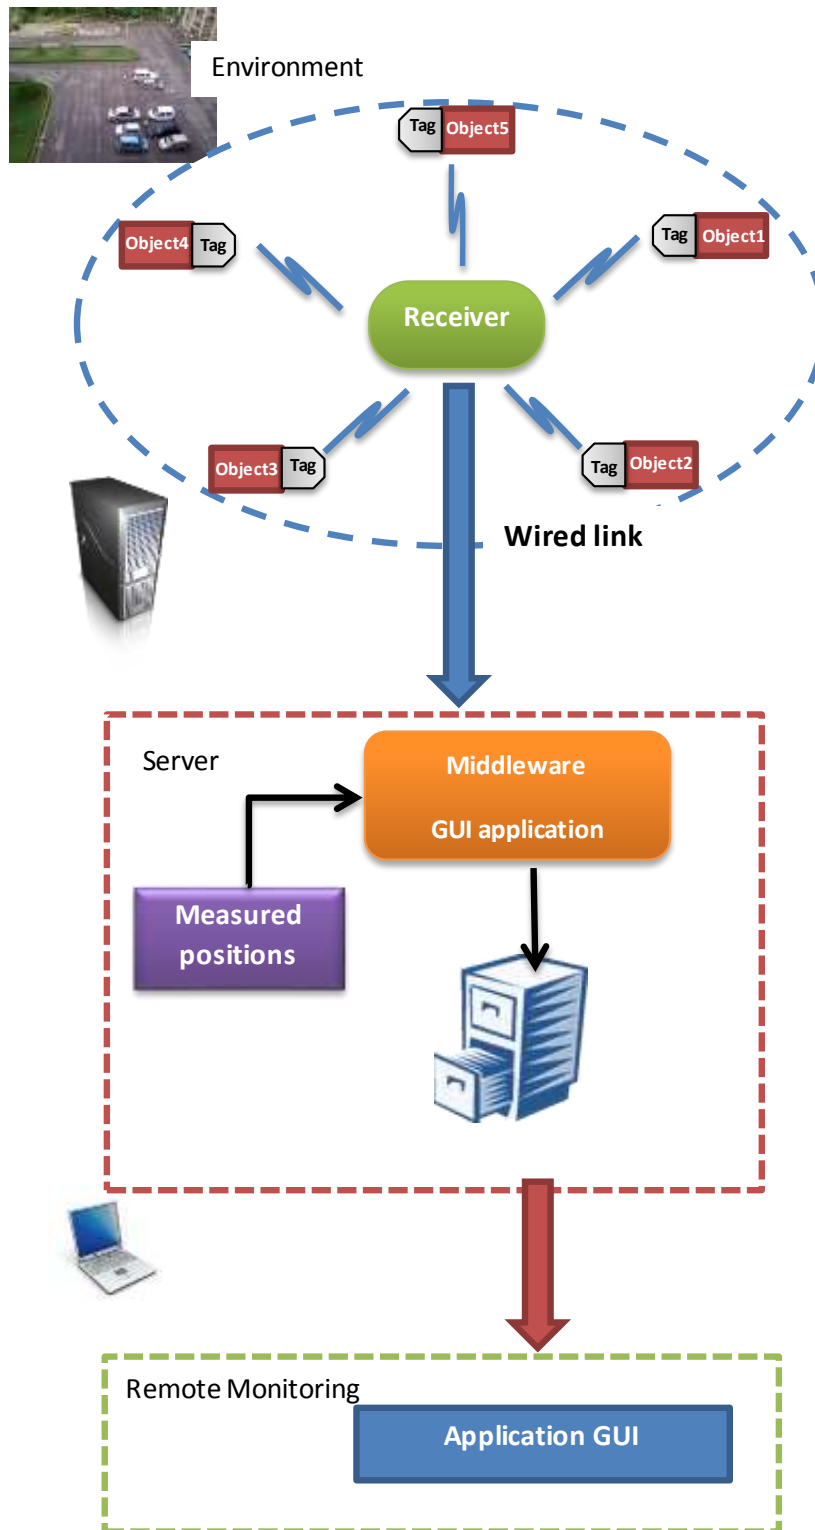 Environment
Tag
Object5
Object4
Tag
Tag
Object1
Receiver
Object3
Tag
Tag
Object2
Wired link
Server
Middleware
GUI application
Measured
positions
Remote Monitoring
Application GUI